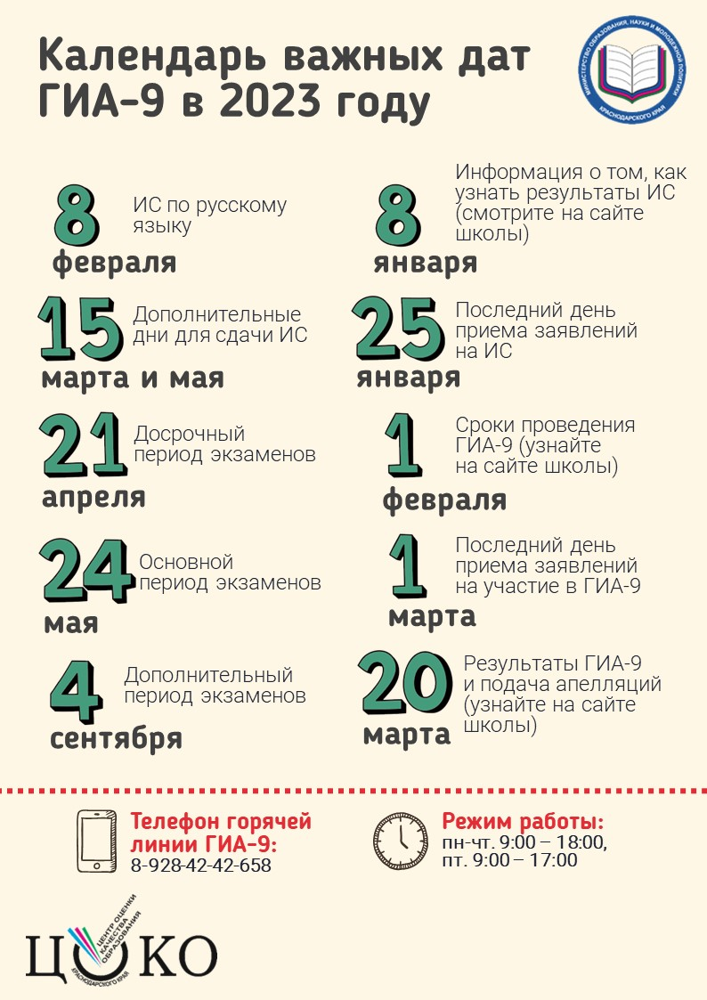 Календарь важных дат
ГИА-9 в 2023 году
МИНИСТЕРСТВО ОБРАЗОВАНИЯ, НАУКИ И МОЛОДЕЖНОЙ ПОЛИТИКИ
КРАСНОДАРСКОГО КРАЯ
8
февраля
ИС по русскому
языку
8
января
Информация о том, как
узнать результаты ИС
(смотрите на сайте
школы)
15
марта и мая
Дополнительные
дни для сдачи ИС
25
января
Последний день
приема заявлений
на ИС
21
апреля
Досрочный
период экзаменов
1
февраля
Сроки проведения
ГИА-9 (узнайте
на сайте школы)
24
мая
Основной
период экзаменов
1
марта
Последний день
приема заявлений
на участие в ГИА-9
4
сентября
Дополнительный
период экзаменов
20
марта
Результаты ГИА-9
и подача апелляций
(узнайте на сайте
школы)
Телефон горячей
линии ГИА-9:
8-928-42-42-658
Режим работы:
пн-чт. 9:00 – 18:00,
пт. 9:00 – 17:00
ЦОКО
ЦЕНТР ОЦЕНКИ
КАЧЕСТВА
ОБРАЗОВАНИЯ
КРАСНОДАРСКОГО КРАЯ